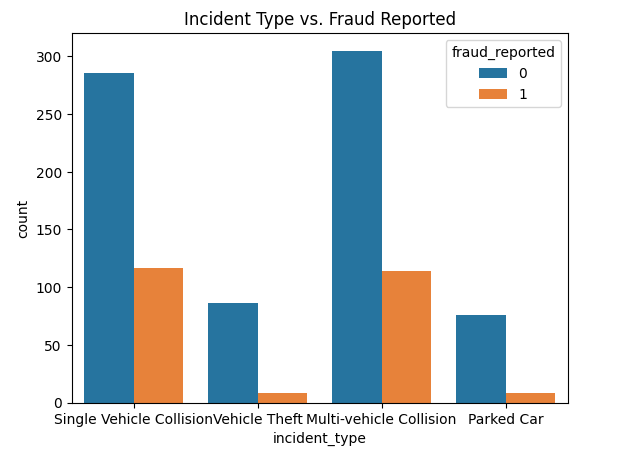 Incident Type vs. Fraud Reported
fraud_reported
0
1
300
250
200
150
100
50
0
count
Single Vehicle Collision Vehicle Theft Multi-vehicle Collision Parked Car
incident_type